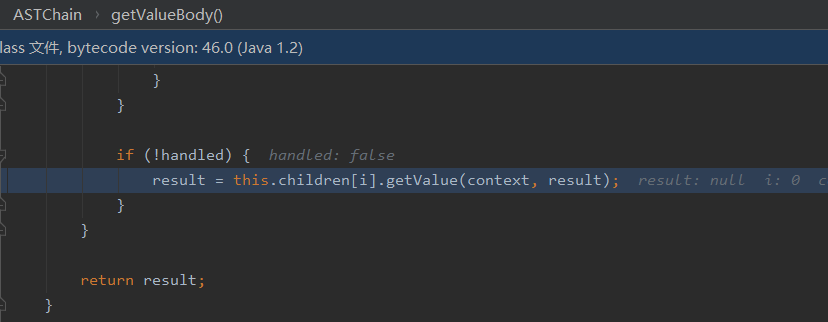 ASTChain › getValueBody()
lass 文件, bytecode version: 46.0 (Java 1.2)
}
}
if (!handled) { handled: false
result = this.children[i].getValue(context, result); result: null i: 0 c
}
}
return result;
}